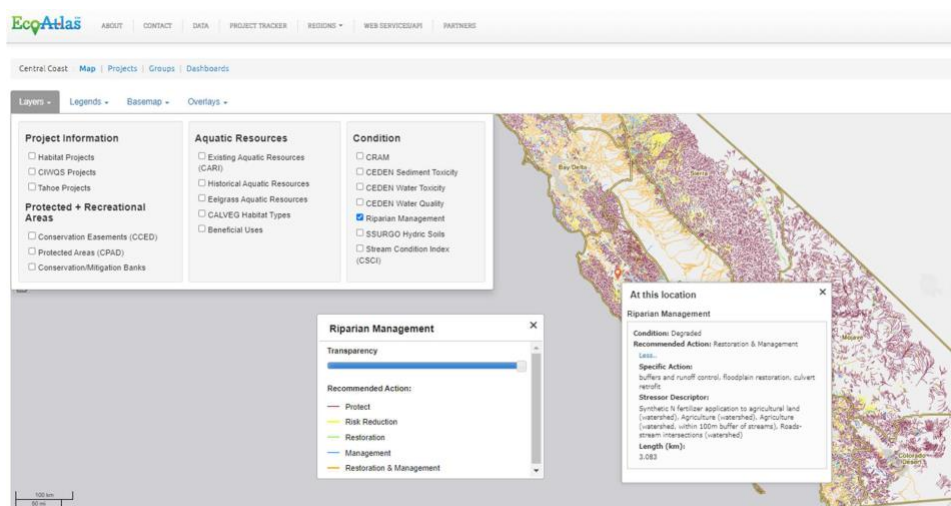 EcoAtlas
ABOUT
CONTACT
DATA
PROJECT TRACKER
REGIONS
WEB SERVICES/API
PARTNERS
Central Coast Map | Projects | Groups | Dashboards
Layers
Legends
Basemap
Overlays
Project Information
Habitat Projects
CIWQS Projects
Tahoe Projects
Protected + Recreational
Areas
Conservation Easements (CCED)
Protected Areas (CPAD)
Conservation/Mitigation Banks
Aquatic Resources
Existing Aquatic Resources
(CARI)
Historical Aquatic Resources
Eelgrass Aquatic Resources
CALVEG Habitat Types
Beneficial Uses
Condition
CRAM
CEDEN Sediment Toxicity
CEDEN Water Toxicity
CEDEN Water Quality
Riparian Management
SSURGO Hydric Soils
Stream Condition Index
(CSCI)
Bay Delta
Sierra
Mojave
Colorado
Desert
Riparian Management
Transparency
Recommended Action:
Protect
Risk Reduction
Restoration
Management
Restoration & Management
At this location
Riparian Management
Condition: Degraded
Recommended Action: Restoration & Management
Less..
Specific Action:
buffers and runoff control, floodplain restoration, culvert
retrofit
Stressor Descriptor:
Synthetic N fertilizer application to agricultural land
(watershed), Agriculture (watershed), Agriculture
(watershed, within 100m buffer of streams), Roads-
stream intersections (watershed)
Length (km):
3.063
100 km
50 mi